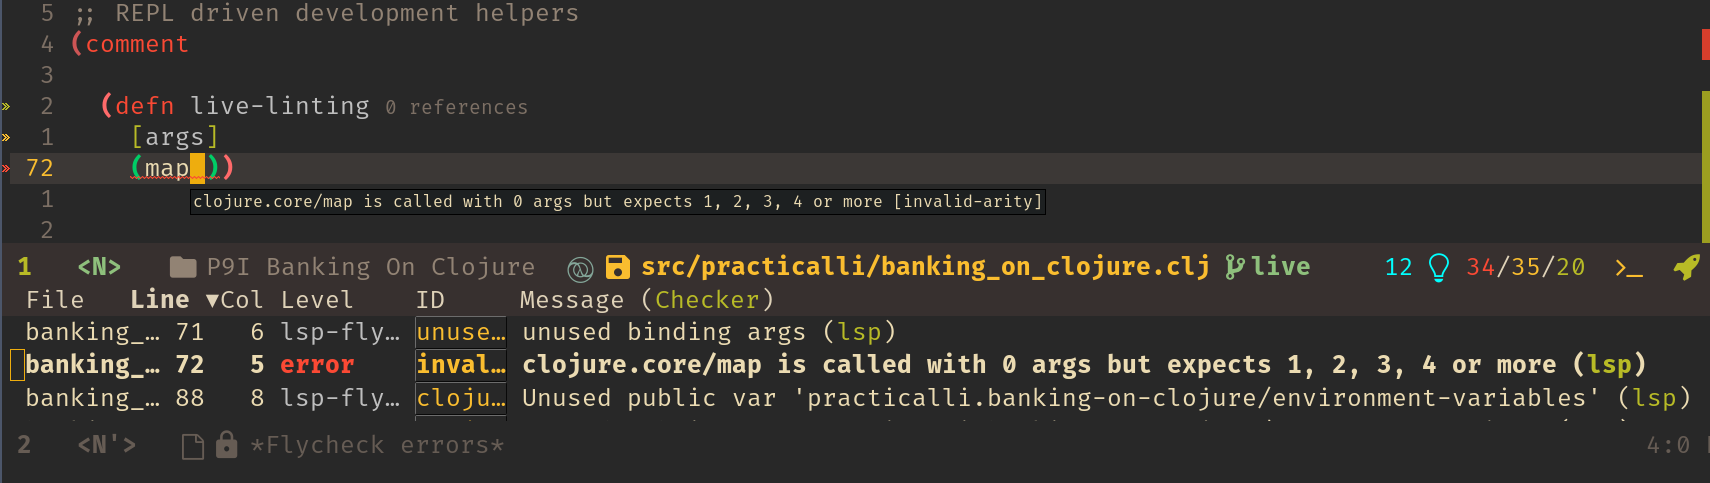 5 ;; REPL driven development helpers
4 (comment
3
» 2 (defn live-linting 0 references
» 1 [args]
» 72 (map ))
1 clojure.core/map is called with 0 args but expects 1, 2, 3, 4 or more [invalid-arity]
2
1 <N> P9I Banking On Clojure src/practicalli/banking_on_clojure.clj live 12 34/35/20 >_
File Line ▼Col Level ID Message (Checker)
banking_… 71 6 lsp-fly… unuse… unused binding args (lsp)
banking_… 72 5 error inval… clojure.core/map is called with 0 args but expects 1, 2, 3, 4 or more (lsp)
banking_… 88 8 lsp-fly… cloju… Unused public var 'practicalli.banking-on-clojure/environment-variables' (lsp)
2 <N'> *Flycheck errors* 4:0